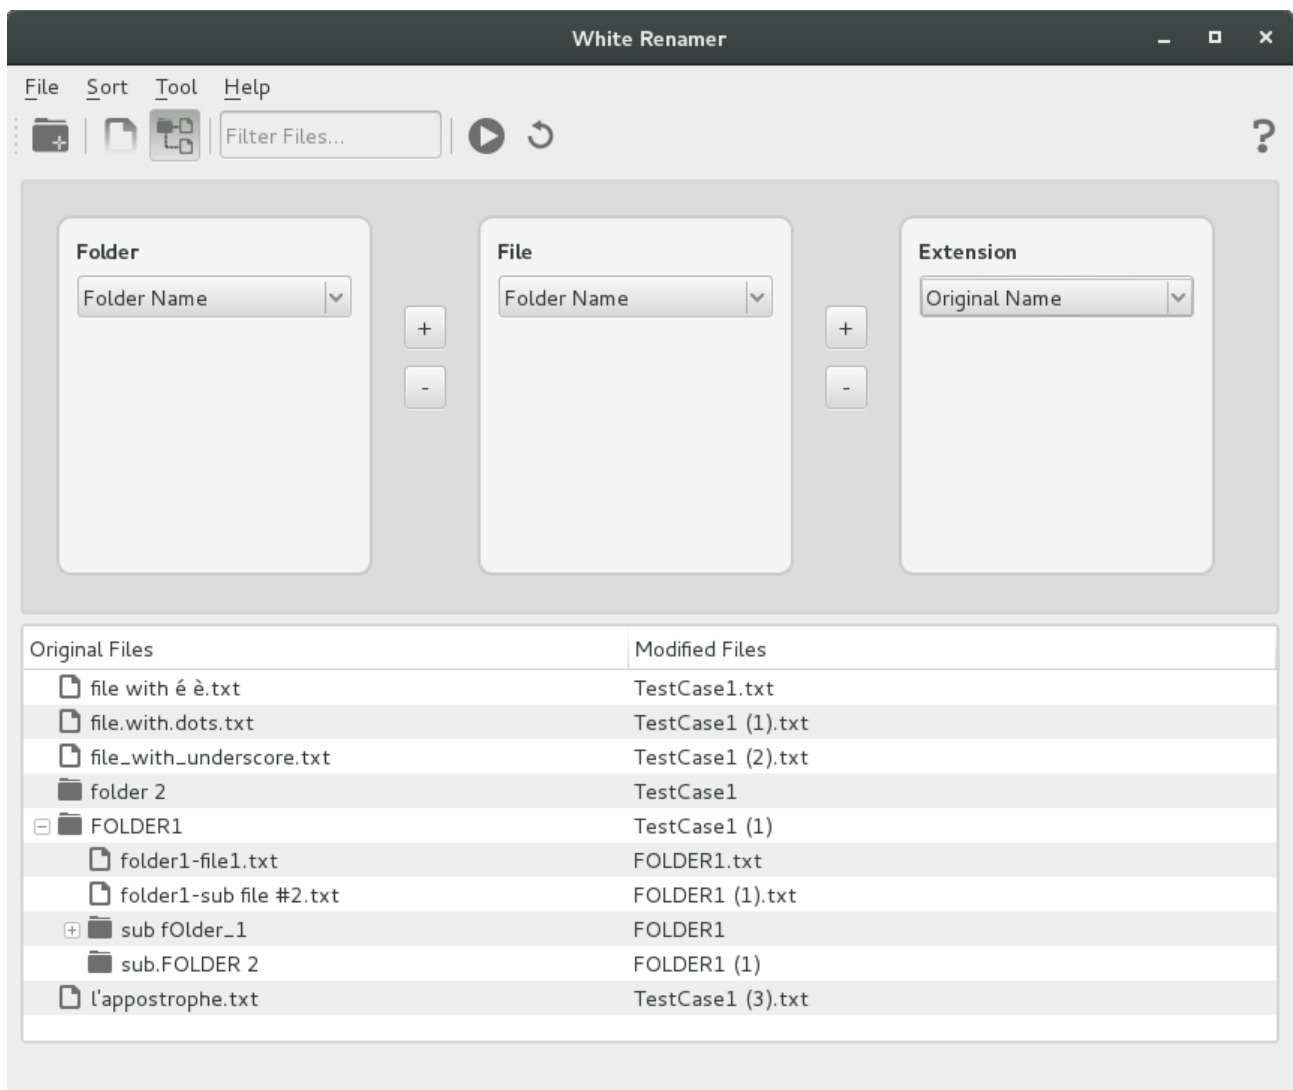 White Renamer
File Sort Tool Help
Filter Files... ?
Folder File Extension
Folder Name Folder Name Original Name
+ +
- -
Original Files Modified Files
file with é è.txt TestCase1.txt
file.with.dots.txt TestCase1 (1).txt
file_with_underscore.txt TestCase1 (2).txt
folder 2 TestCase1
FOLDER1 TestCase1 (1)
folder1-file1.txt FOLDER1.txt
folder1-sub file #2.txt FOLDER1 (1).txt
sub fOlder_1 FOLDER1
sub.FOLDER 2 FOLDER1 (1)
l'appostrophe.txt TestCase1 (3).txt